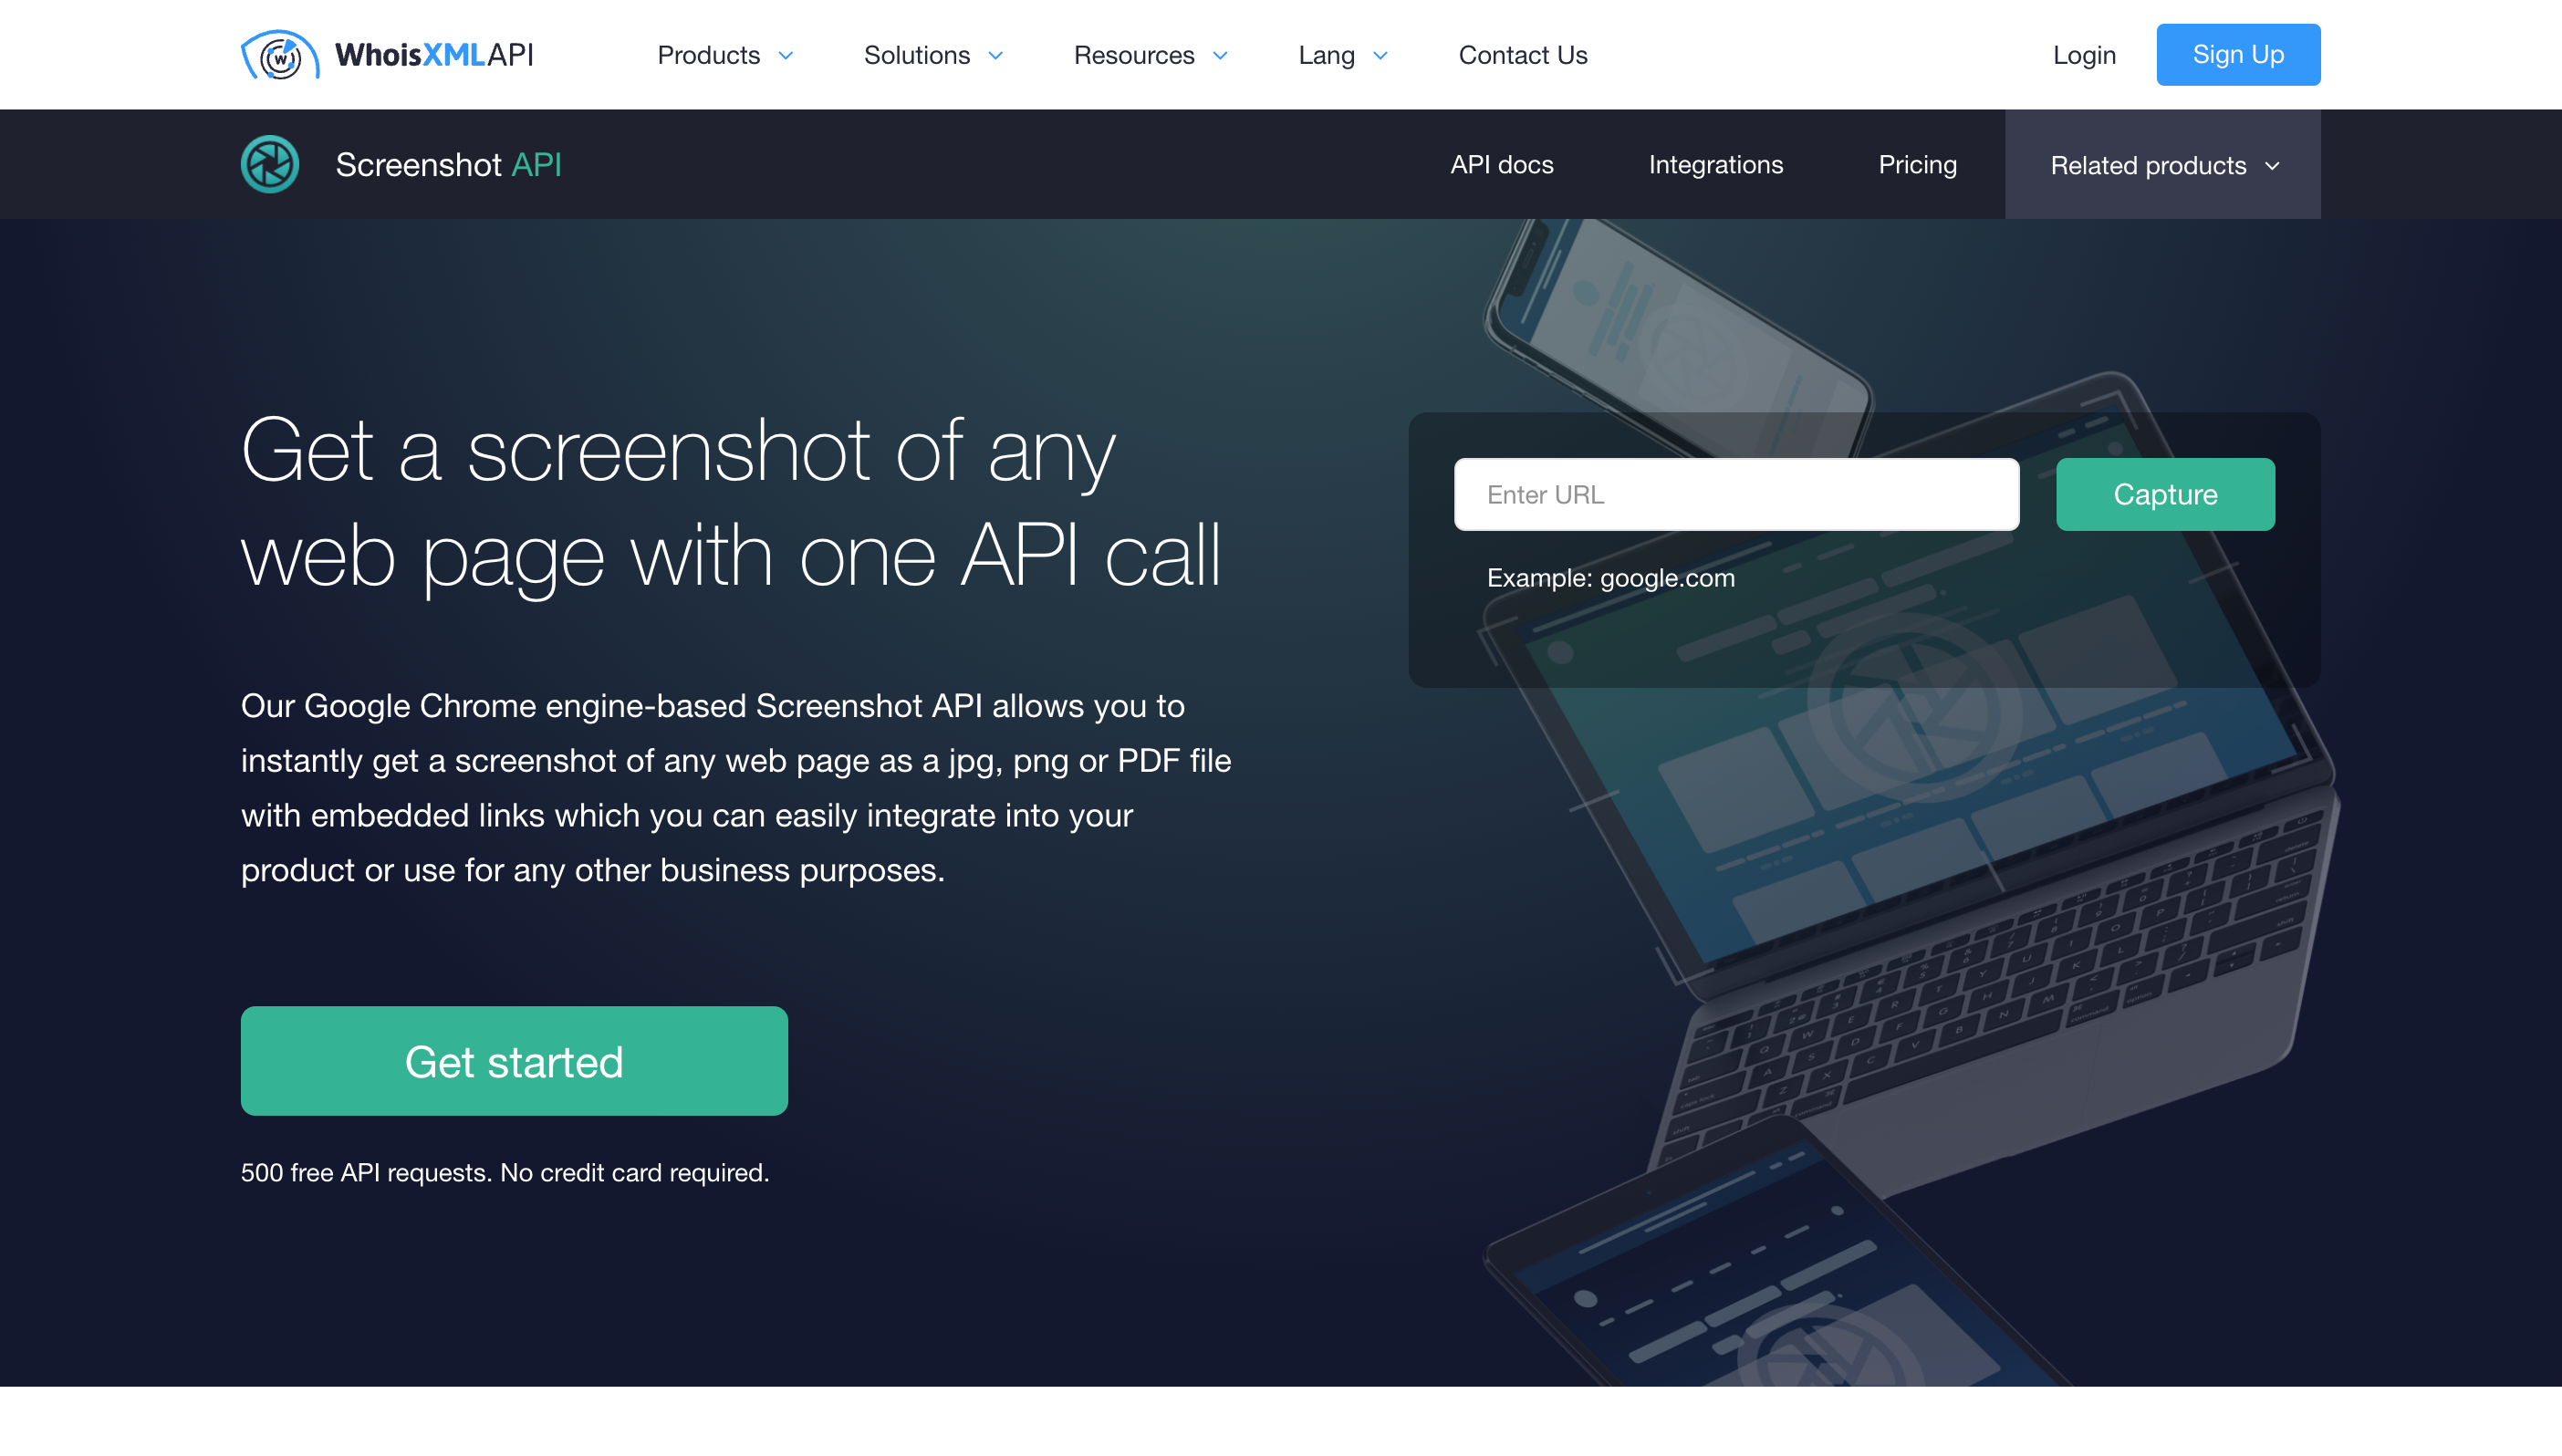 WhoisXMLAPI
Products
Solutions
Resources
Lang
Contact Us
Login
Sign Up
Screenshot API
API docs
Integrations
Pricing
Related products
Get a screenshot of any
web page with one API call
Our Google Chrome engine-based Screenshot API allows you to
instantly get a screenshot of any web page as a jpg, png or PDF file
with embedded links which you can easily integrate into your
product or use for any other business purposes.
Get started
500 free API requests. No credit card required.
Enter URL
Capture
Example: google.com